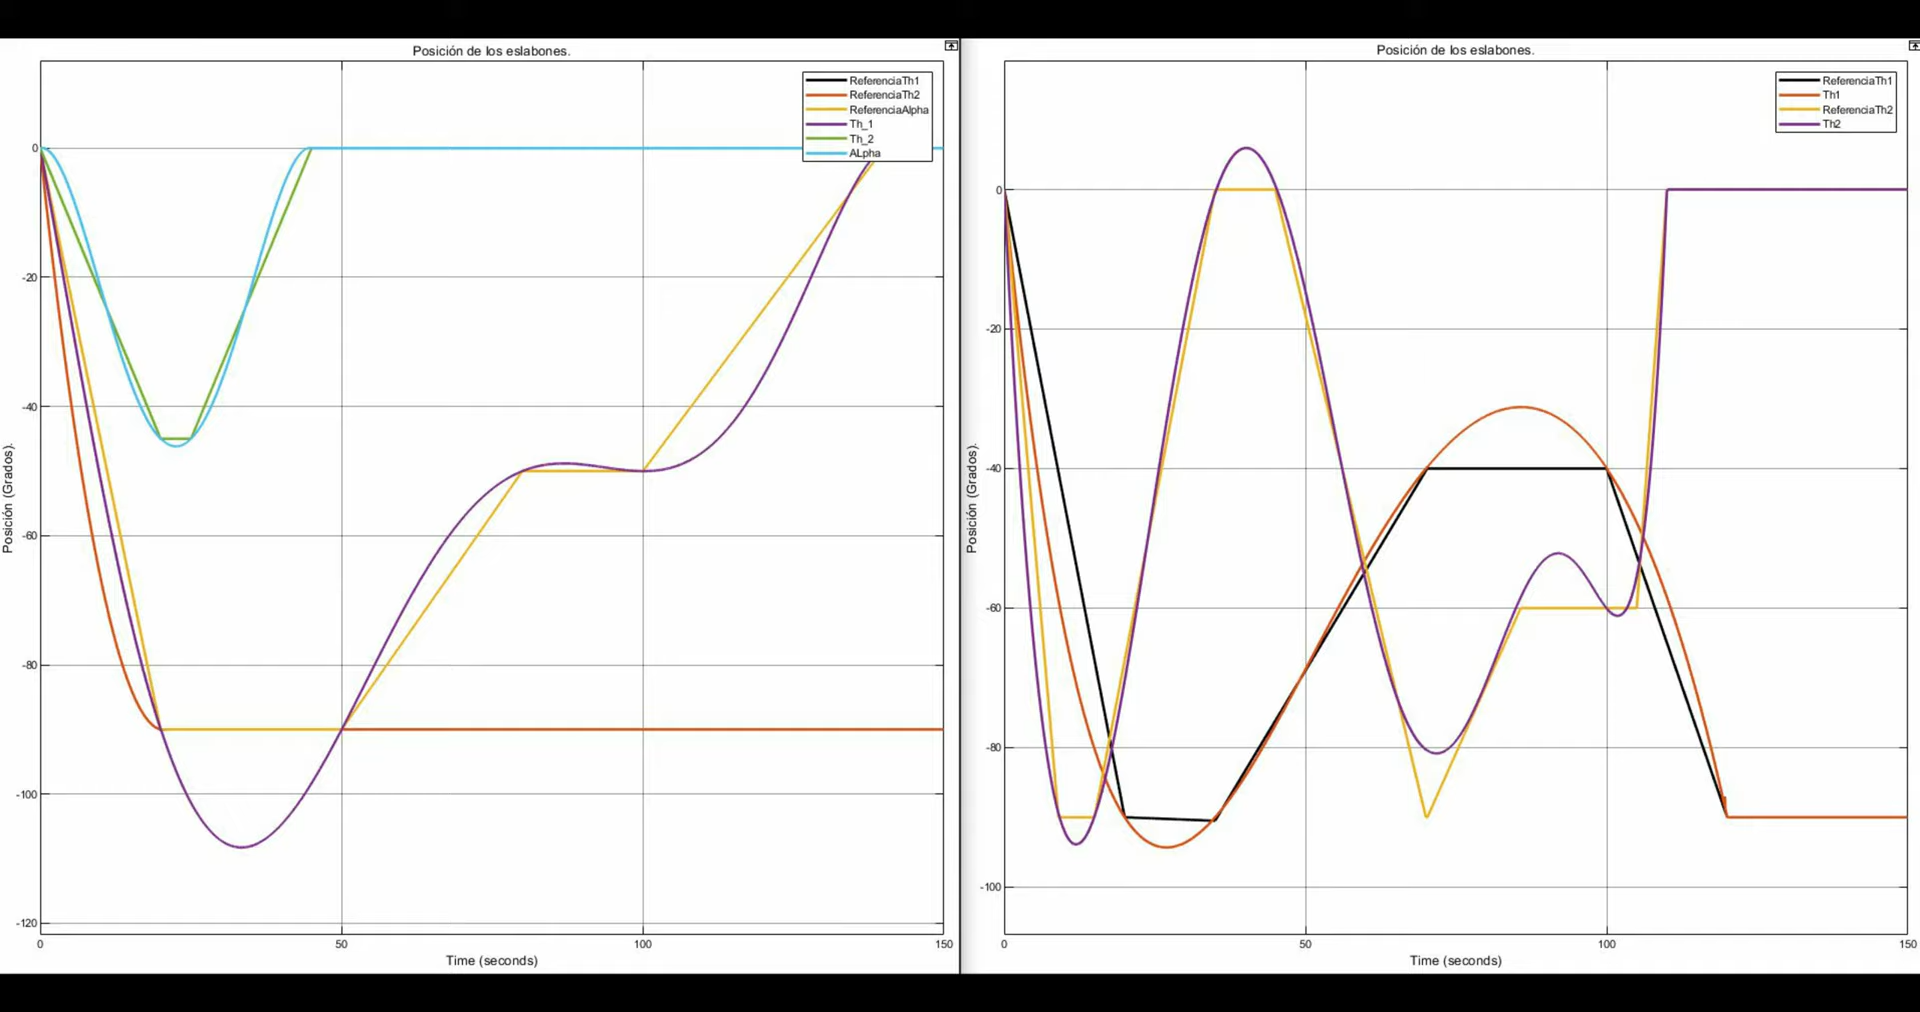 Posición de los eslabones.
ReferenciaTh1
ReferenciaTh2
ReferenciaAlpha
Th_1
Th_2
ALpha
Posición (Grados).
0
-20
-40
-60
-80
-100
-120
0 50 100 150
Time (seconds)
Posición de los eslabones.
ReferenciaTh1
Th1
ReferenciaTh2
Th2
Posición (Grados).
0
-20
-40
-60
-80
-100
0 50 100 150
Time (seconds)